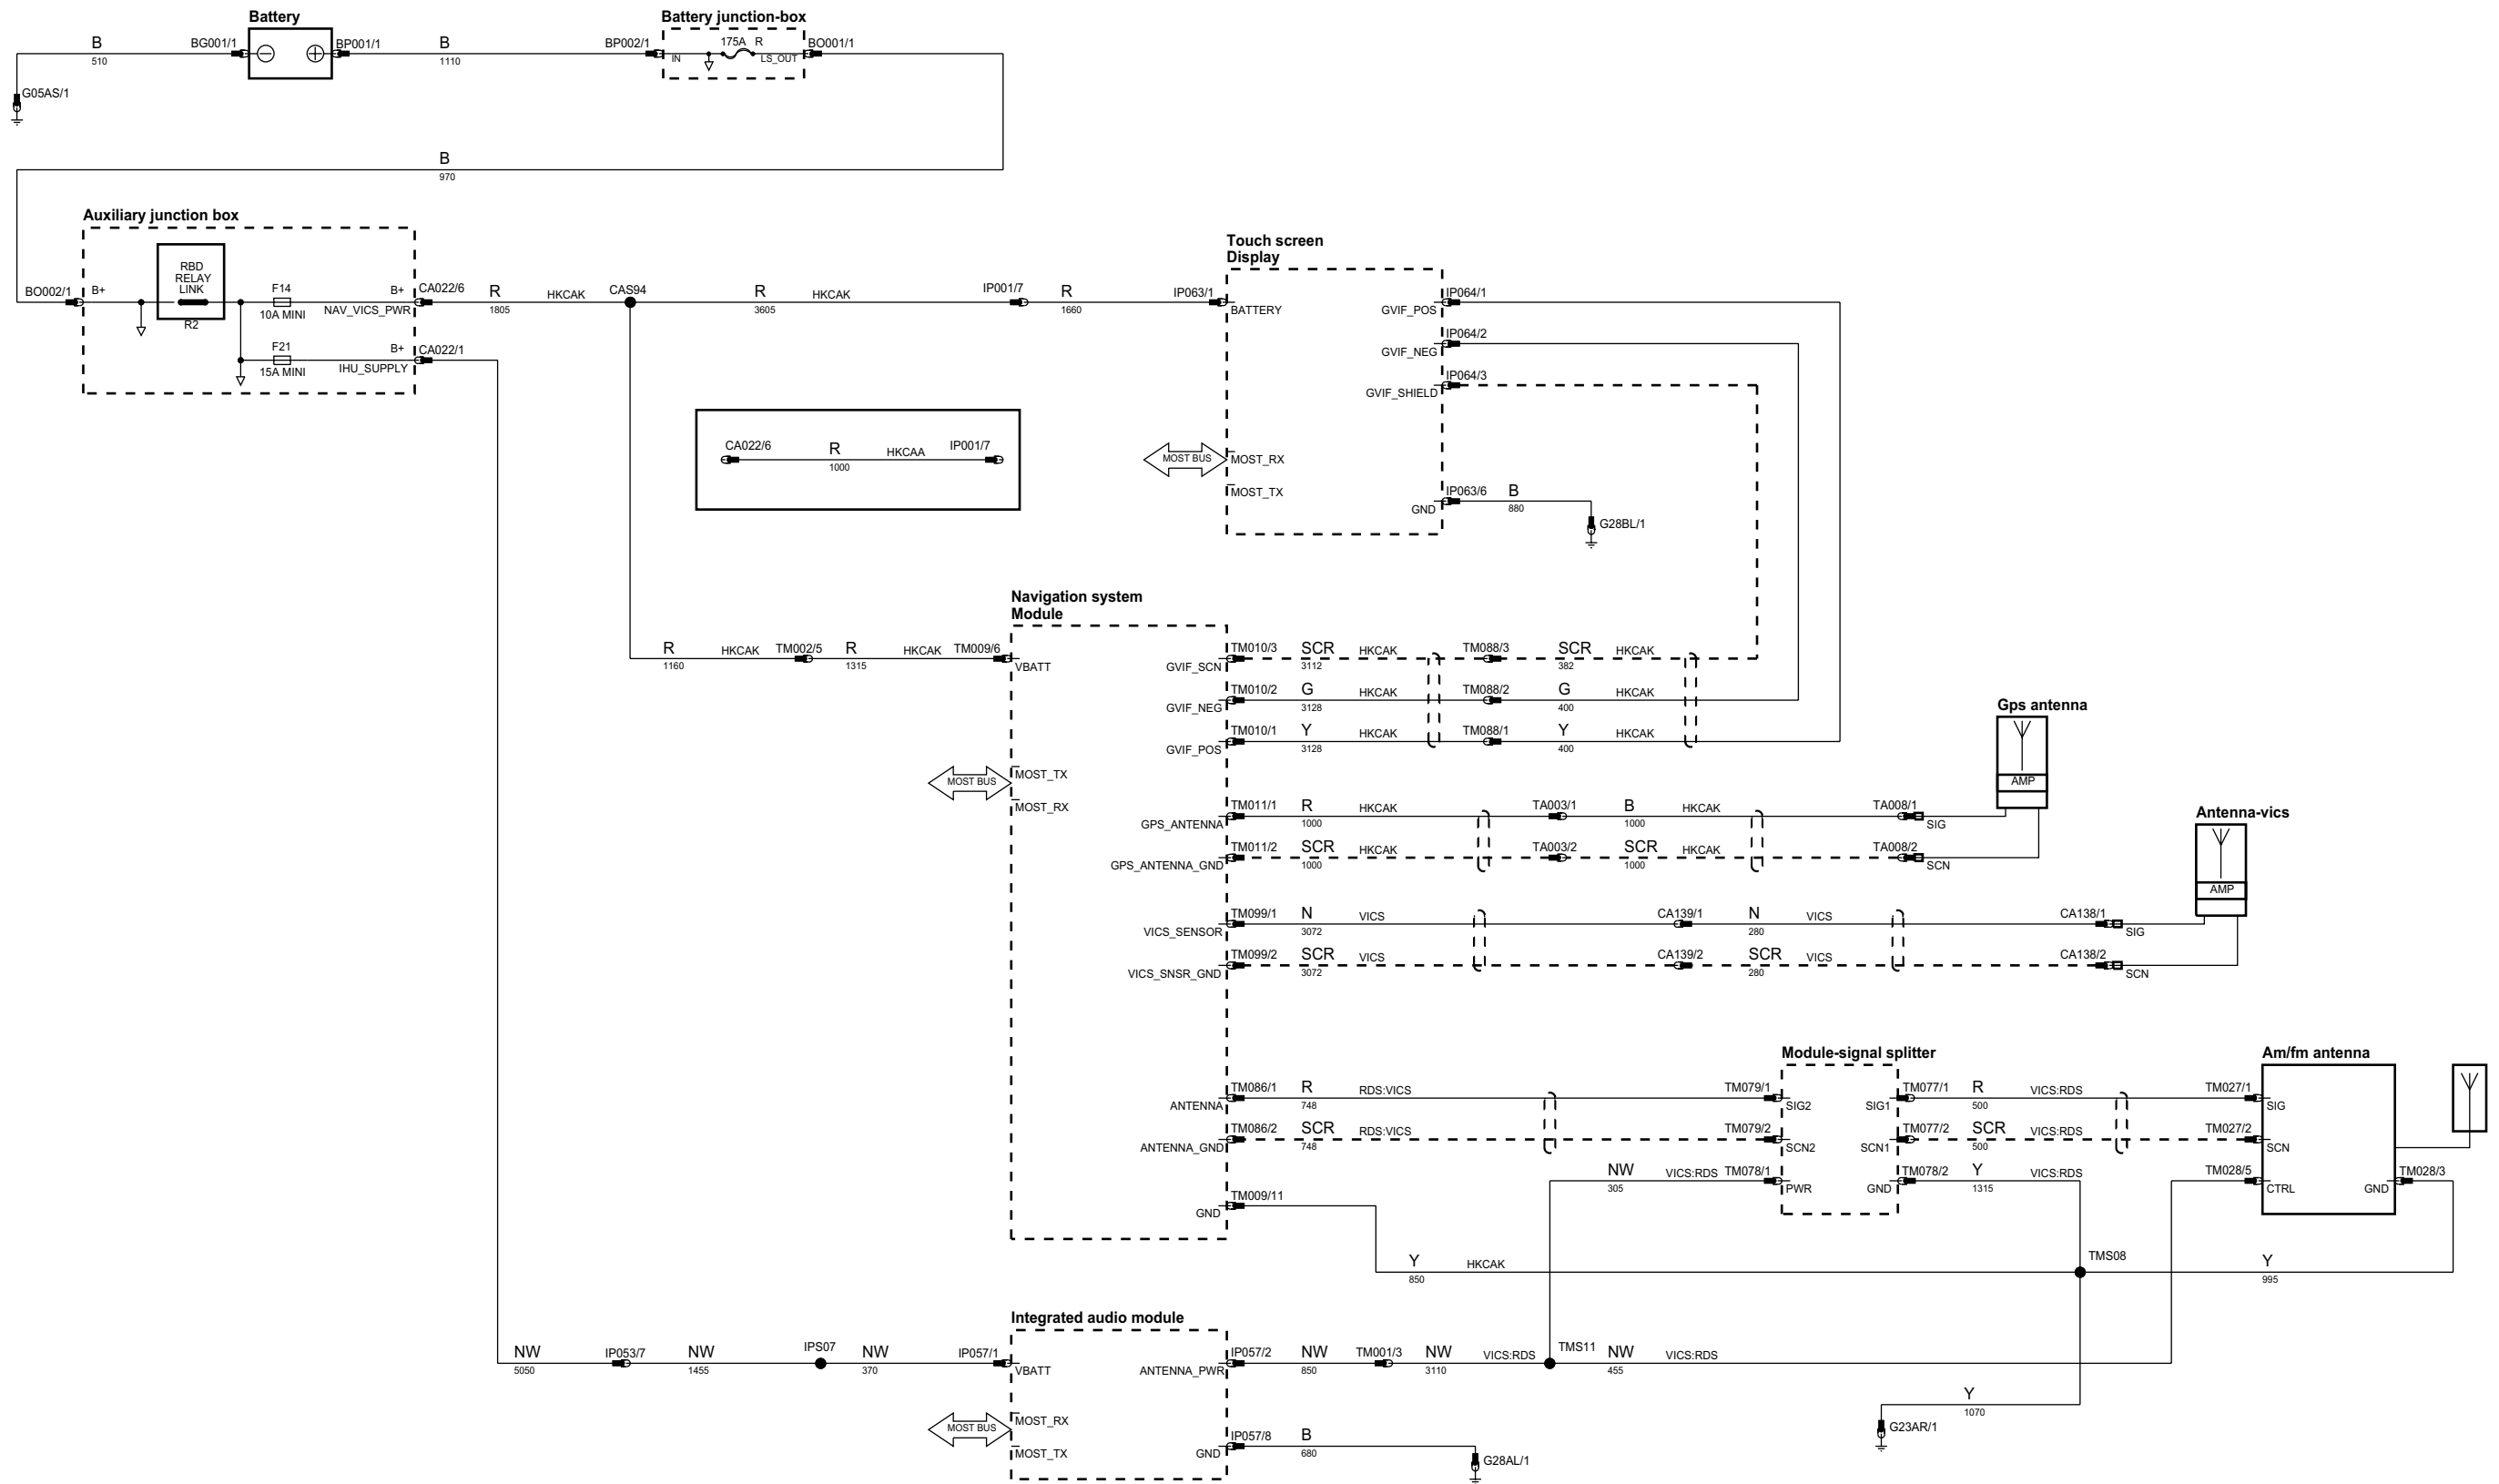 Battery
Battery junction-box
B
510
BG001/1
BP001/1
B
1110
BP002/1
IN
175A R
LS_OUT
BO001/1
G05AS/1
B
970
Auxiliary junction box
BO002/1
B+
RBD
RELAY
LINK
R2
F14
10A MINI
B+
NAV_VICS_PWR
CA022/6
R
1805
HKCAK
CAS94
R
3605
HKCAK
IP001/7
R
1660
IP063/1
F21
15A MINI
B+
IHU_SUPPLY
CA022/1
Touch screen
Display
BATTERY
GVIF_POS
IP064/1
GVIF_NEG
IP064/2
GVIF_SHIELD
IP064/3
MOST BUS
MOST_RX
MOST_TX
GND
IP063/6
B
880
G28BL/1
CA022/6
R
1000
HKCAA
IP001/7
Navigation system
Module
R
1160
HKCAK
TM002/5
R
1315
HKCAK
TM009/6
VBATT
GVIF_SCN
TM010/3
SCR
3112
HKCAK
TM088/3
SCR
382
HKCAK
GVIF_NEG
TM010/2
G
3128
HKCAK
TM088/2
G
400
HKCAK
GVIF_POS
TM010/1
Y
3128
HKCAK
TM088/1
Y
400
HKCAK
MOST BUS
MOST_TX
MOST_RX
Gps antenna
AMP
GPS_ANTENNA
TM011/1
R
1000
HKCAK
TA003/1
B
1000
HKCAK
TA008/1
SIG
GPS_ANTENNA_GND
TM011/2
SCR
1000
HKCAK
TA003/2
SCR
1000
HKCAK
TA008/2
SCN
Antenna-vics
AMP
VICS_SENSOR
TM099/1
N
3072
VICS
CA139/1
N
280
VICS
CA138/1
SIG
VICS_SNSR_GND
TM099/2
SCR
3072
VICS
CA139/2
SCR
280
VICS
CA138/2
SCN
Module-signal splitter
Am/fm antenna
ANTENNA
TM086/1
R
748
RDS:VICS
TM079/1
SIG2
SIG1
TM077/1
R
500
VICS:RDS
TM027/1
SIG
ANTENNA_GND
TM086/2
SCR
748
RDS:VICS
TM079/2
SCN2
SCN1
TM077/2
SCR
500
VICS:RDS
TM027/2
SCN
NW
305
VICS:RDS
TM078/1
PWR
GND
TM078/2
Y
1315
VICS:RDS
TM028/5
CTRL
GND
TM028/3
GND
TM009/11
Y
850
HKCAK
TMS08
Y
995
Integrated audio module
NW
5050
IP053/7
NW
1455
IPS07
NW
370
IP057/1
VBATT
ANTENNA_PWR
IP057/2
NW
850
TM001/3
NW
3110
VICS:RDS
TMS11
NW
455
VICS:RDS
MOST BUS
MOST_RX
MOST_TX
GND
IP057/8
B
680
G28AL/1
Y
1070
G23AR/1